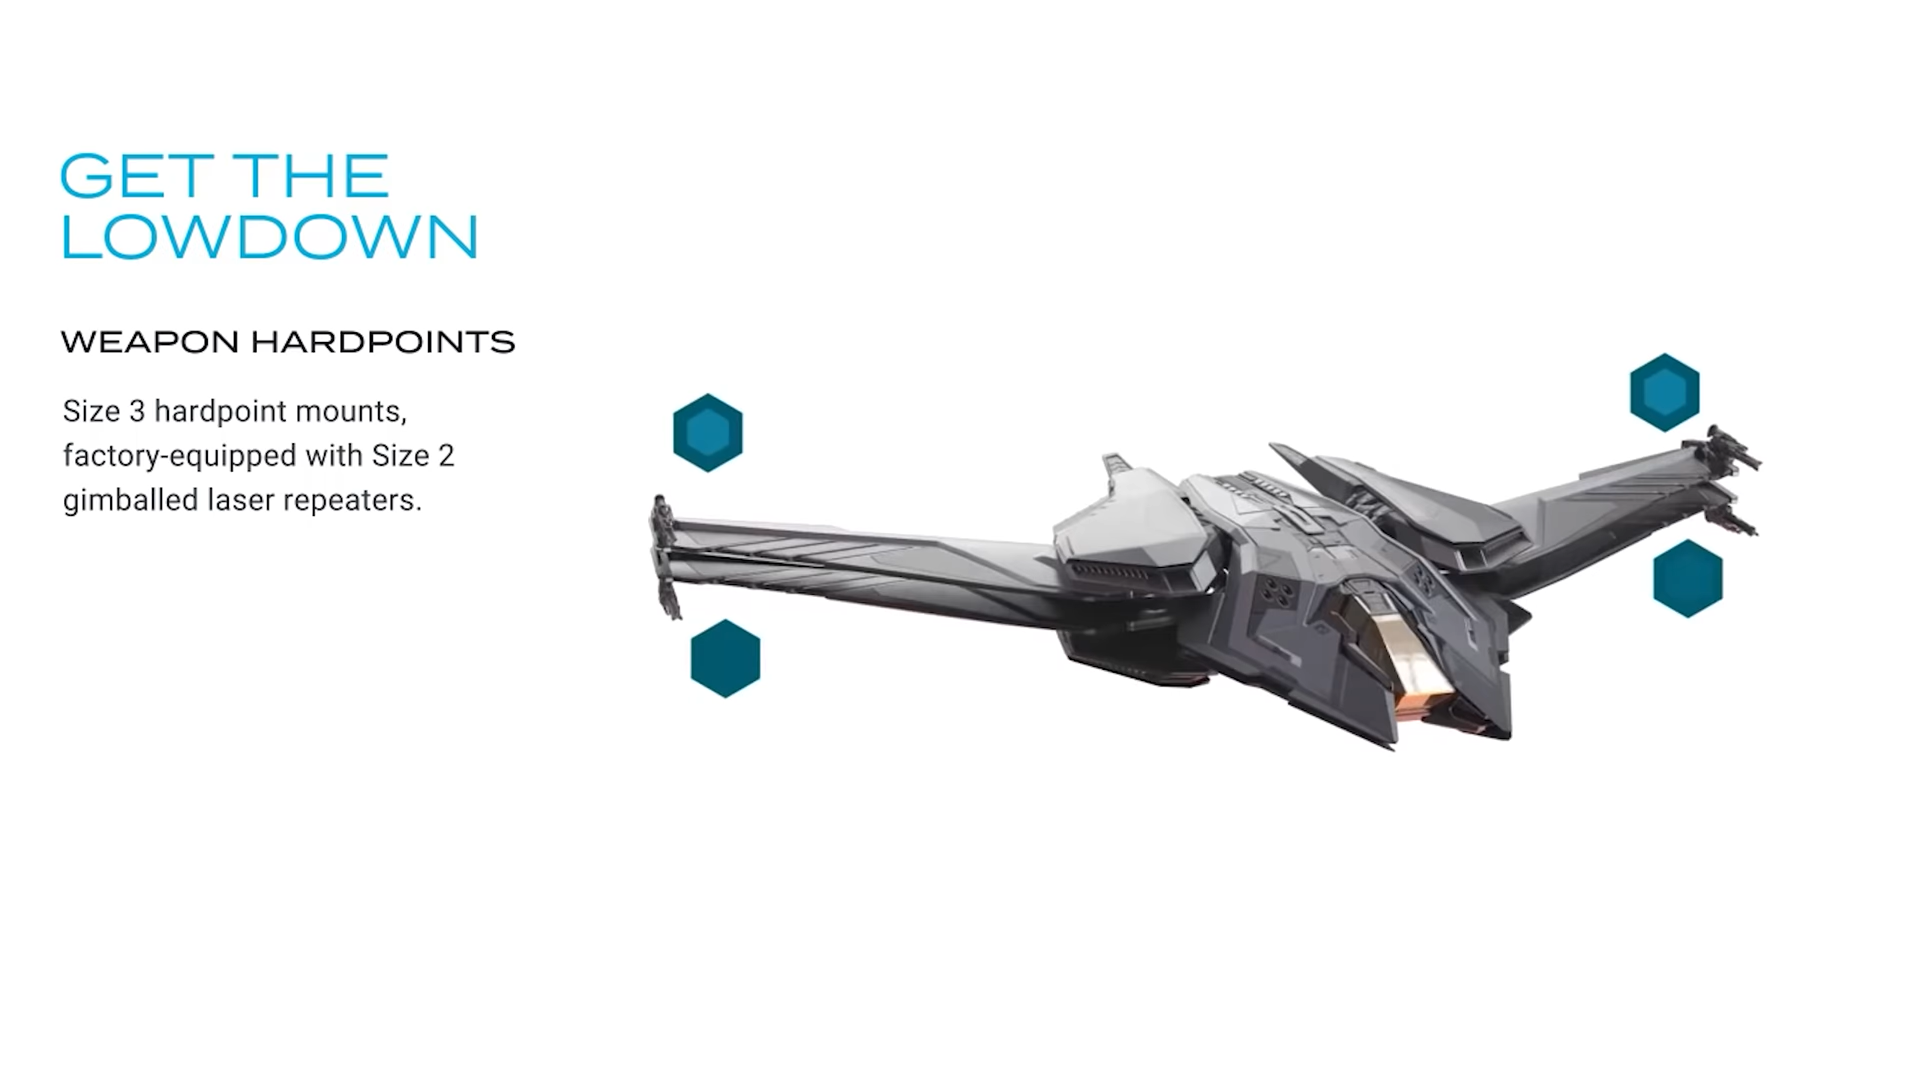 GET THE
LOWDOWN
WEAPON HARDPOINTS
Size 3 hardpoint mounts,
factory-equipped with Size 2
gimballed laser repeaters.